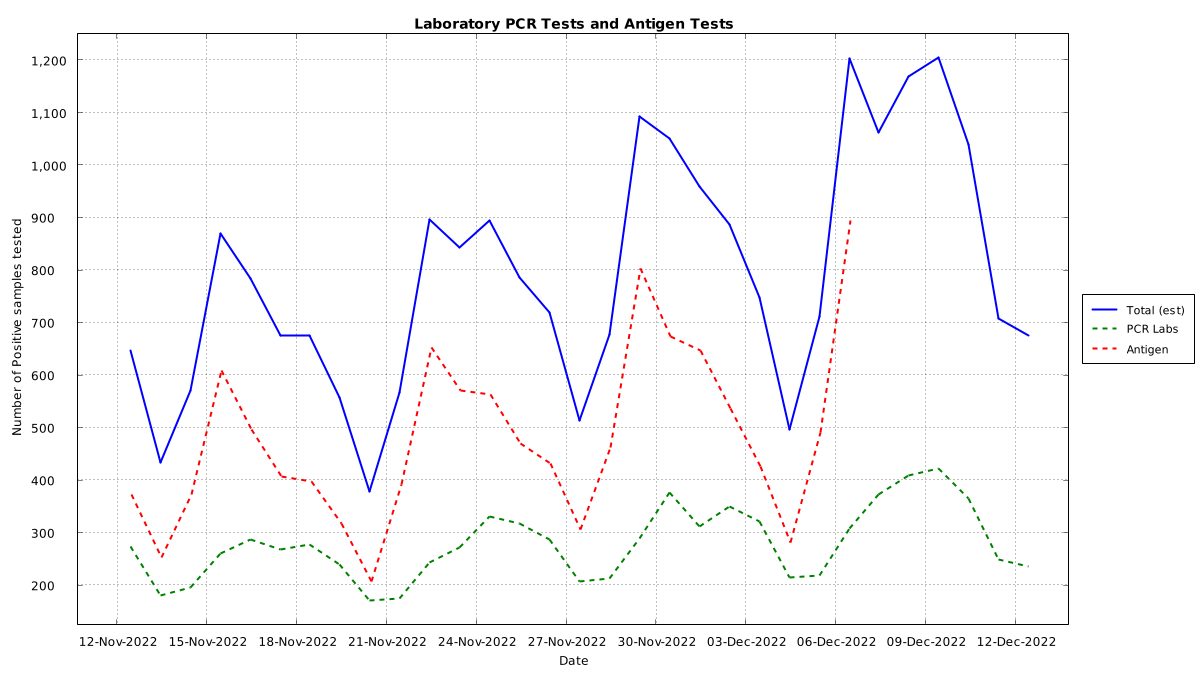 Laboratory PCR Tests and Antigen Tests
Number of Positive samples tested
1,200
1,100
1,000
900
800
700
600
500
400
300
200
12-Nov-2022 15-Nov-2022 18-Nov-2022 21-Nov-2022 24-Nov-2022 27-Nov-2022 30-Nov-2022 03-Dec-2022 06-Dec-2022 09-Dec-2022 12-Dec-2022
Date
Total (est)
PCR Labs
Antigen